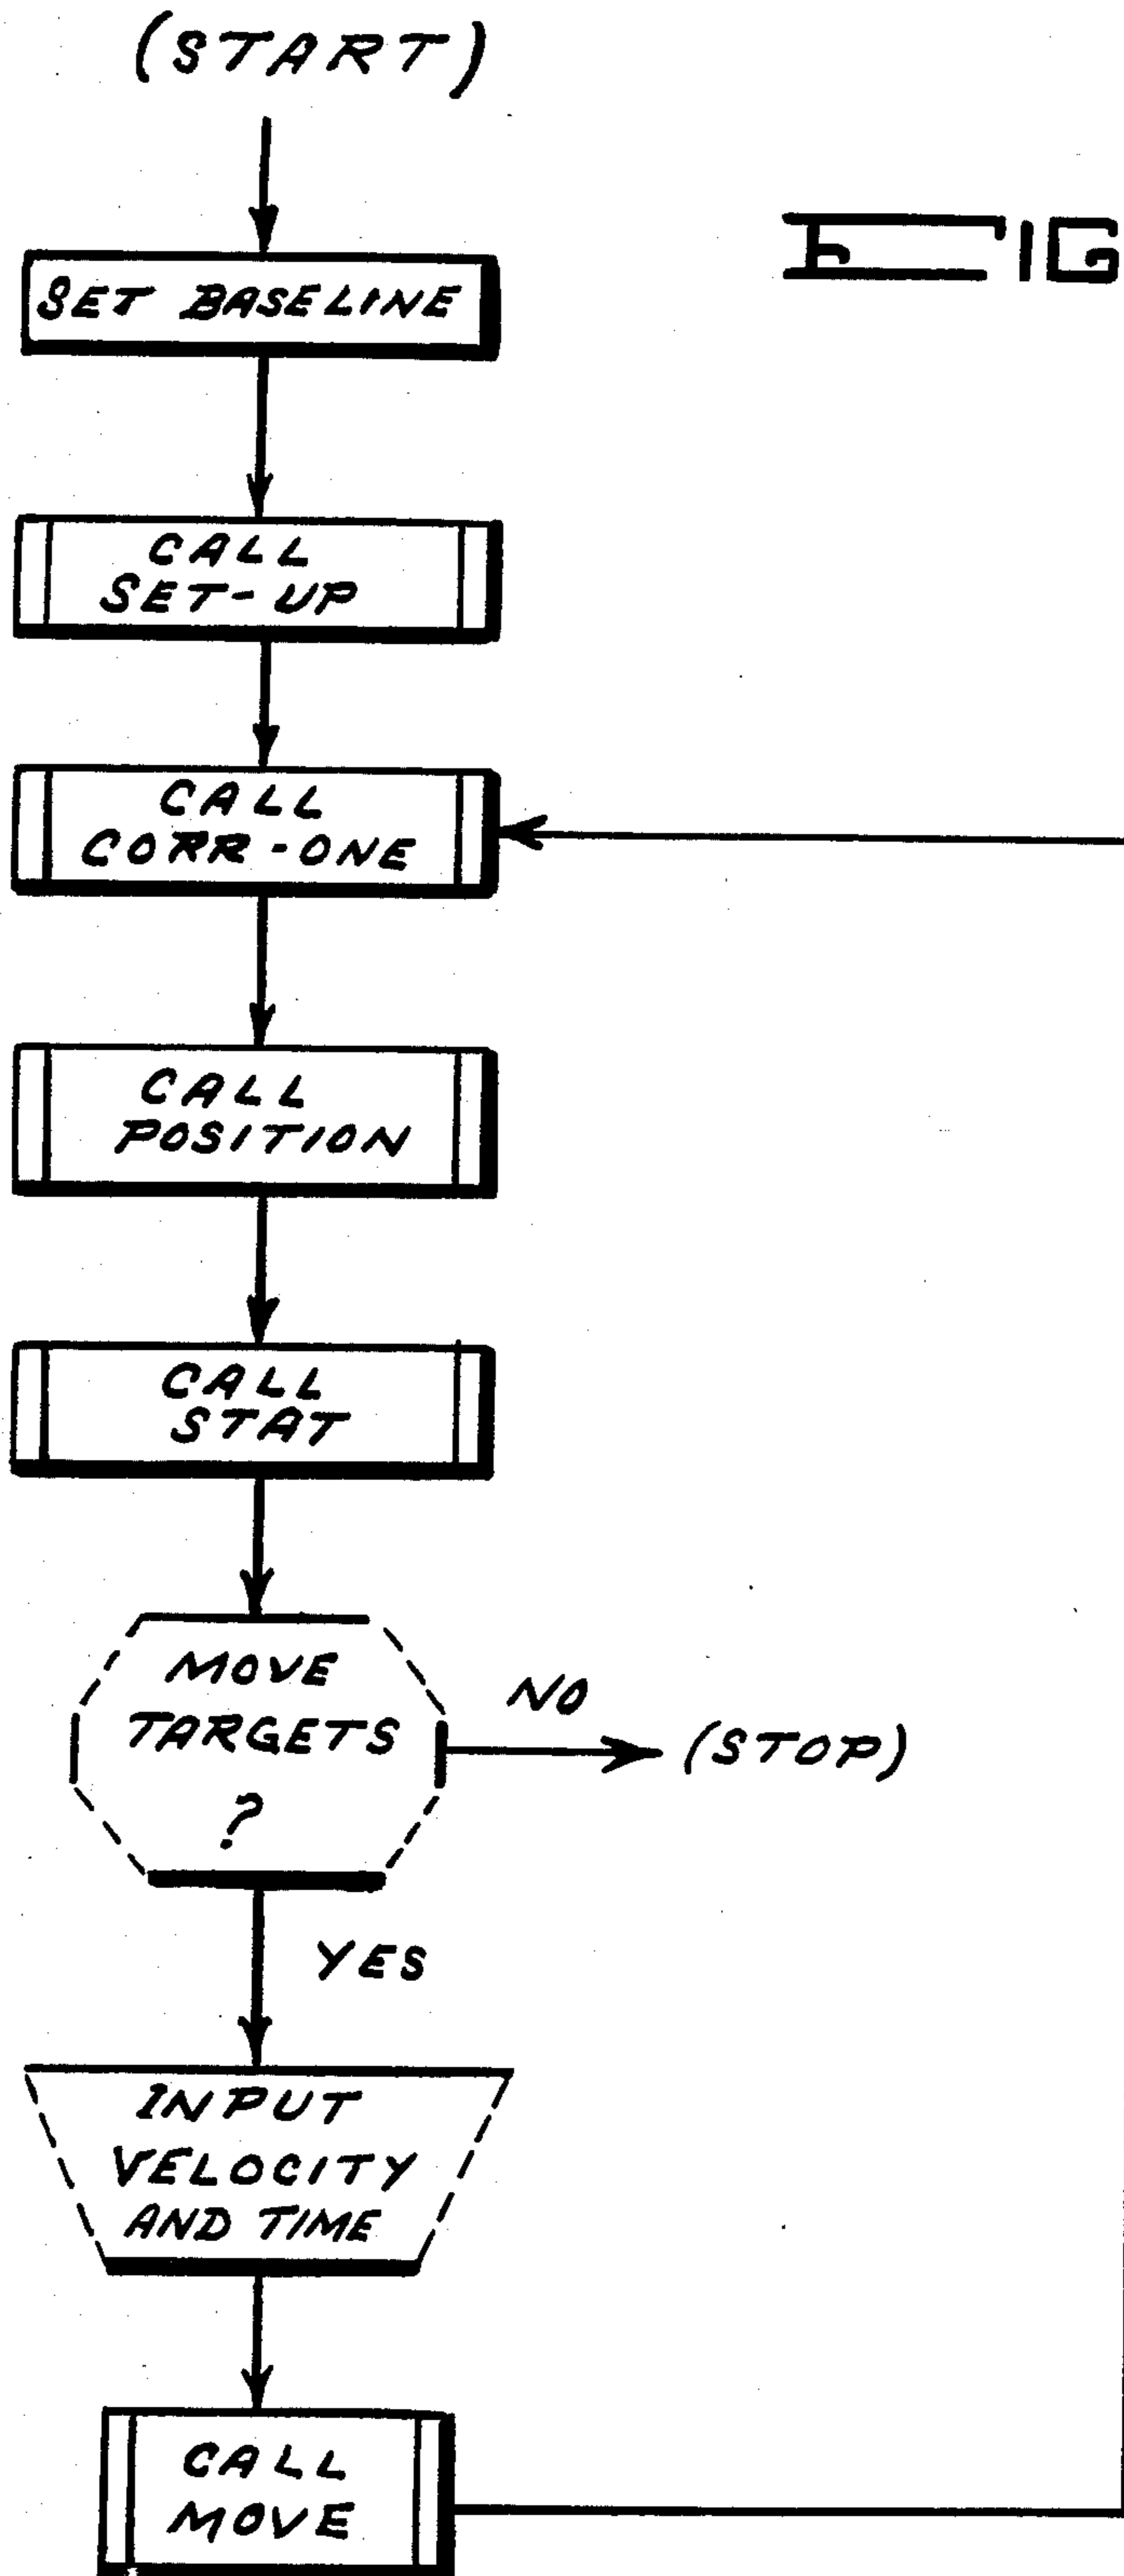 (START)
FIG
SET BASELINE
CALL
SET-UP
CALL
CORR-ONE
CALL
POSITION
CALL
STAT
MOVE
TARGETS
?
NO
(STOP)
YES
INPUT
VELOCITY
AND TIME
CALL
MOVE